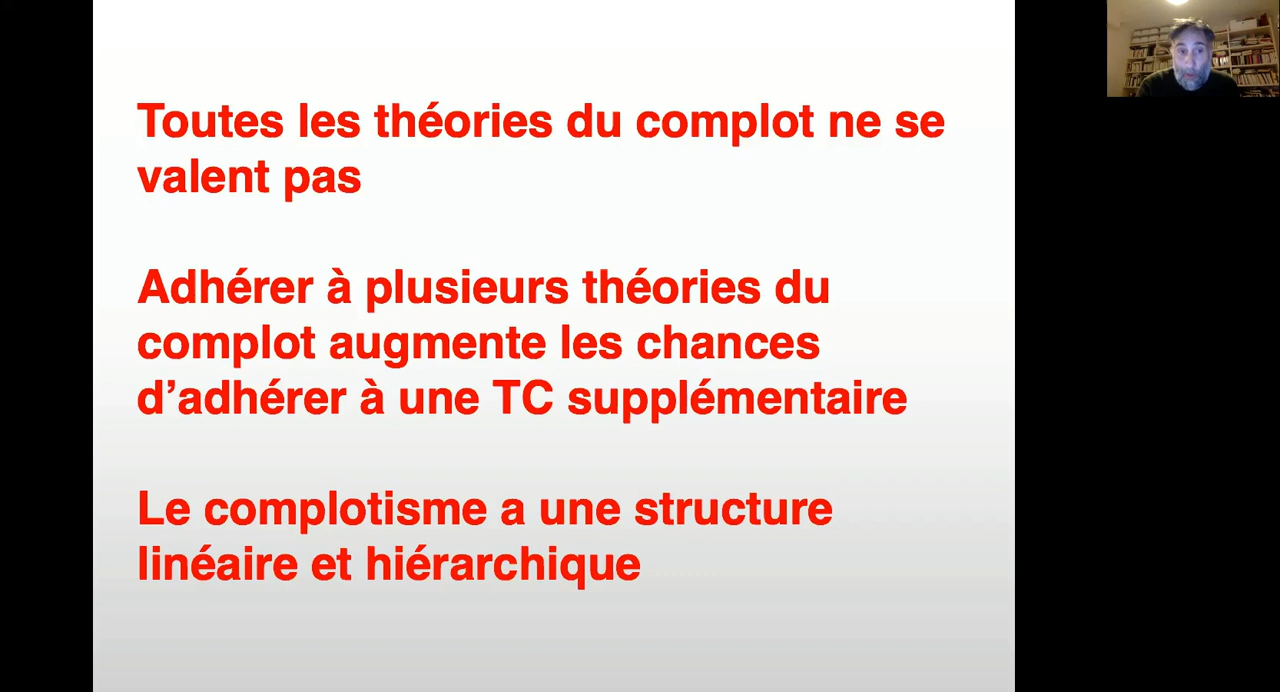 Toutes les théories du complot ne se
valent pas
Adhérer à plusieurs théories du
complot augmente les chances
d’adhérer à une TC supplémentaire
Le complotisme a une structure
linéaire et hiérarchique